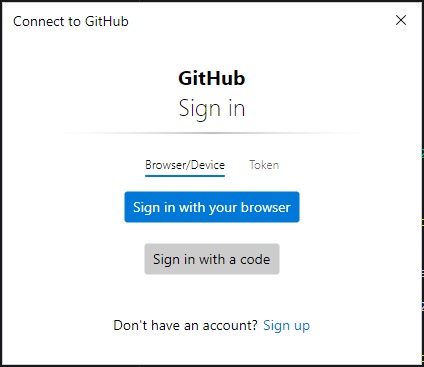 Connect to GitHub
GitHub
Sign in
Browser/Device Token
Sign in with your browser
Sign in with a code
Don't have an account? Sign up